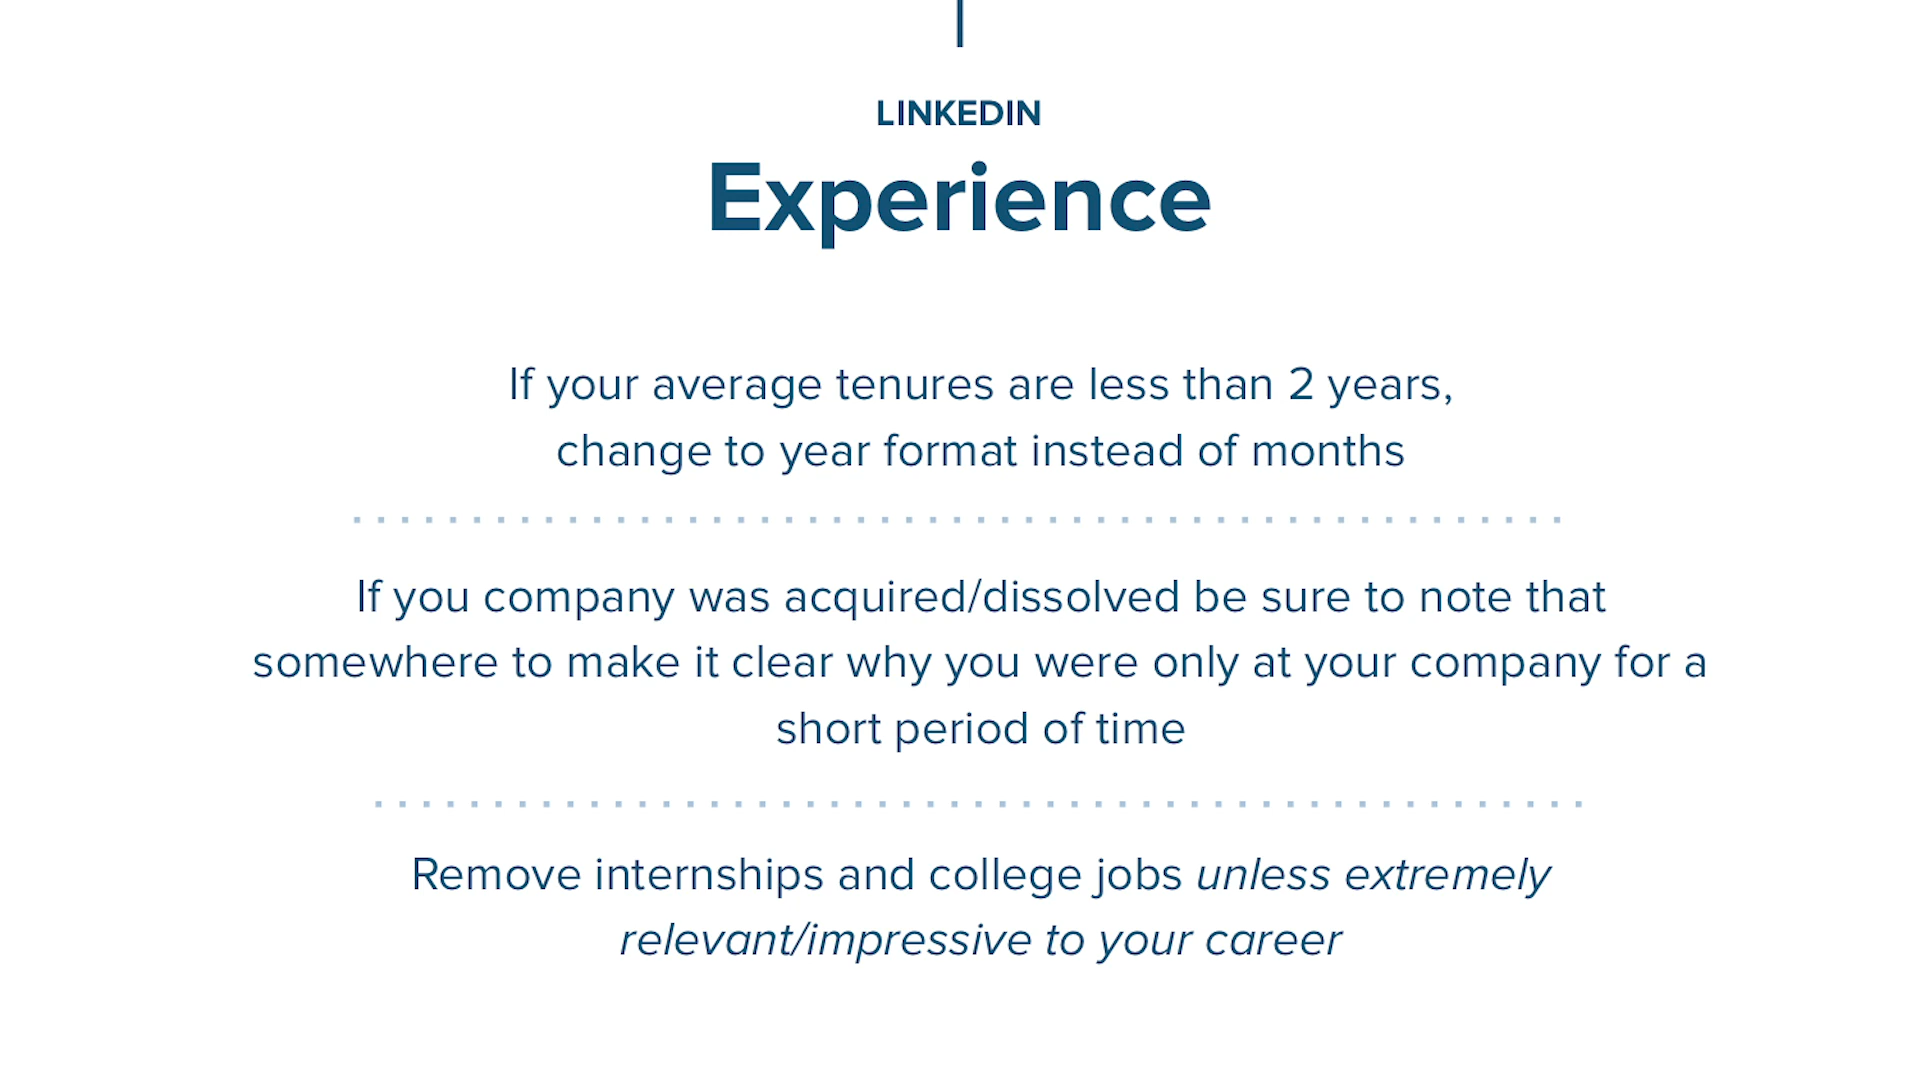 LINKEDIN
Experience
If your average tenures are less than 2 years,
change to year format instead of months
If you company was acquired/dissolved be sure to note that
somewhere to make it clear why you were only at your company for a
short period of time
Remove internships and college jobs unless extremely
relevant/impressive to your career